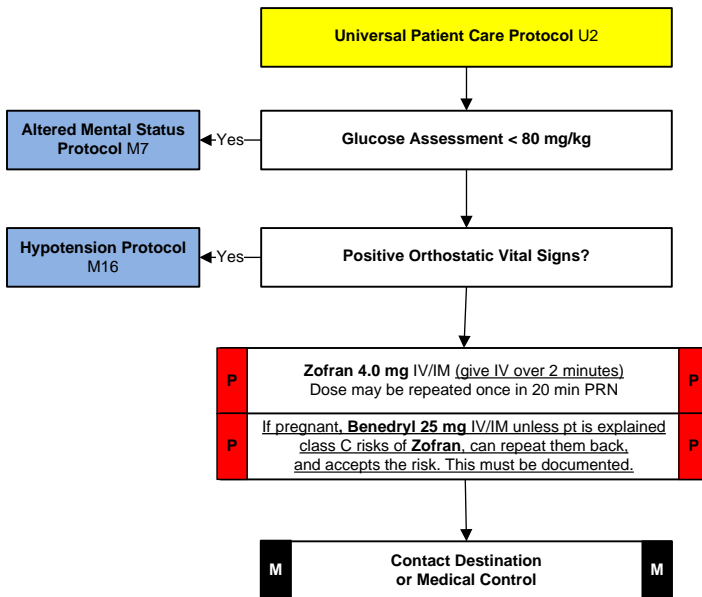 Universal Patient Care Protocol U2
Altered Mental Status
Protocol M7
Yes
Glucose Assessment < 80 mg/kg
Hypotension Protocol
M16
Yes
Positive Orthostatic Vital Signs?
P
Zofran 4.0 mg IV/IM (give IV over 2 minutes)
Dose may be repeated once in 20 min PRN
P
P
If pregnant, Benedryl 25 mg IV/IM unless pt is explained
class C risks of Zofran, can repeat them back,
and accepts the risk. This must be documented.
P
M
Contact Destination
or Medical Control
M